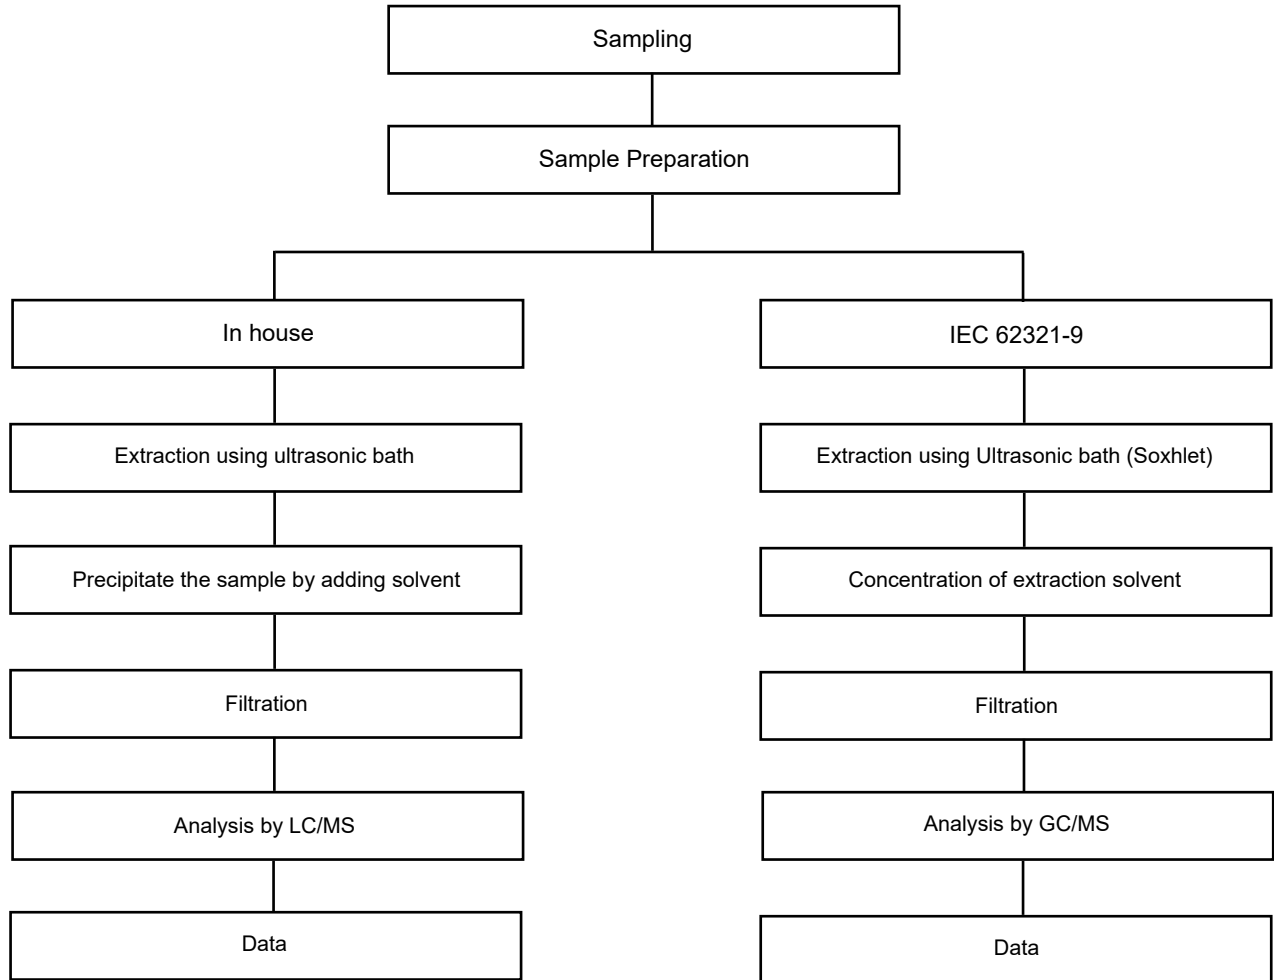 Sampling
Sample Preparation
In house
IEC 62321-9
Extraction using ultrasonic bath
Extraction using Ultrasonic bath (Soxhlet)
Precipitate the sample by adding solvent
Concentration of extraction solvent
Filtration
Filtration
Analysis by LC/MS
Analysis by GC/MS
Data
Data